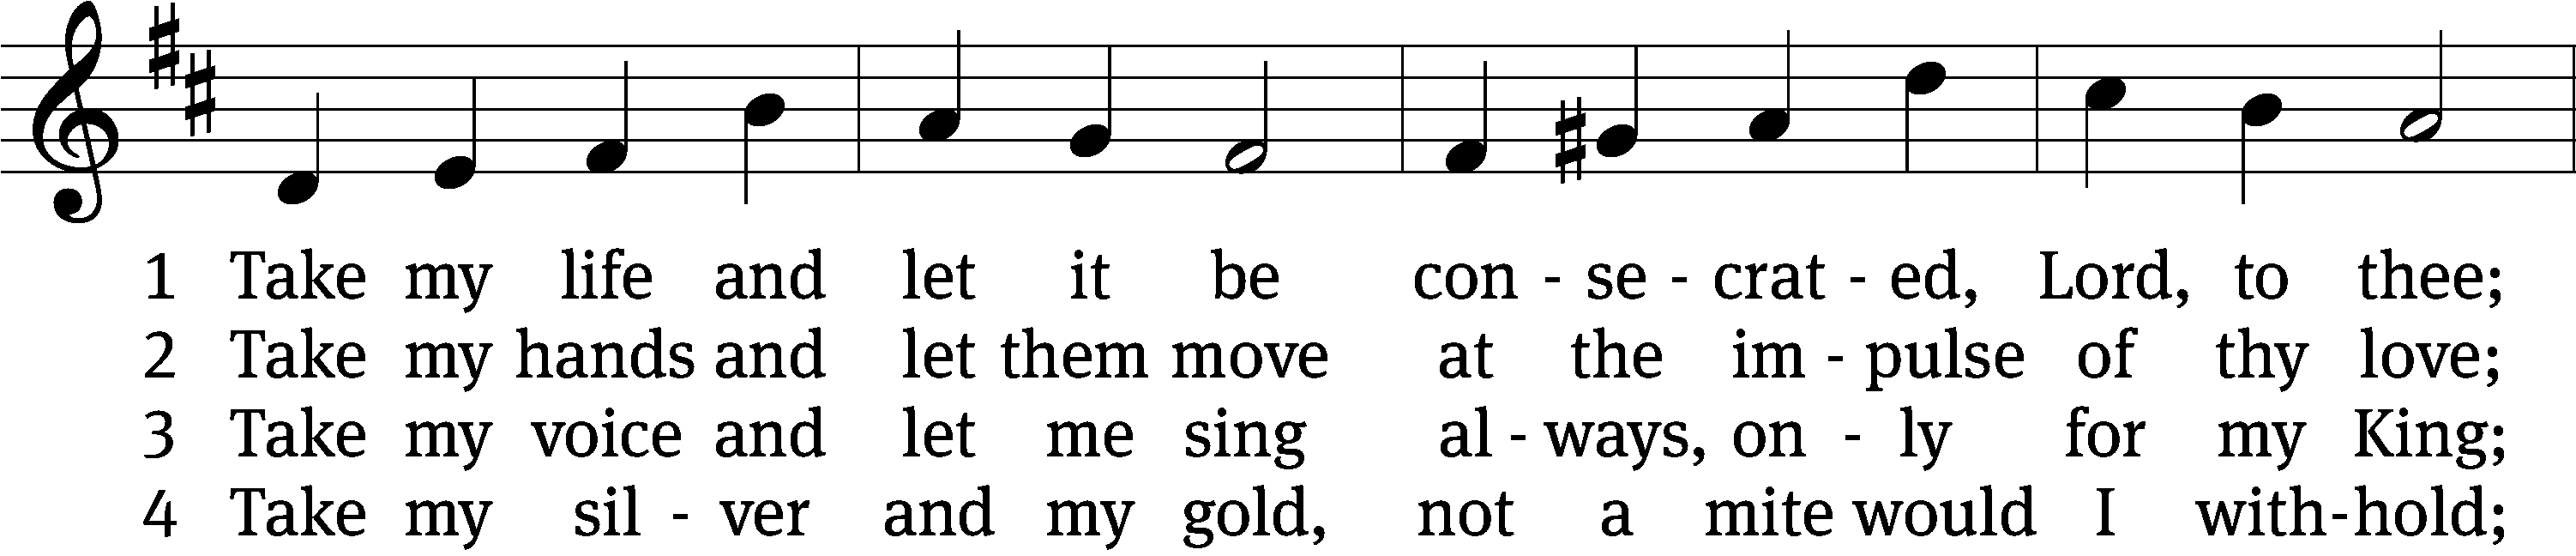 1 Take my life and let it be con - se - crat - ed, Lord, to thee;
2 Take my hands and let them move at the im - pulse of thy love;
3 Take my voice and let me sing al - ways, on - ly for my King;
4 Take my sil - ver and my gold, not a mite would I with-hold;